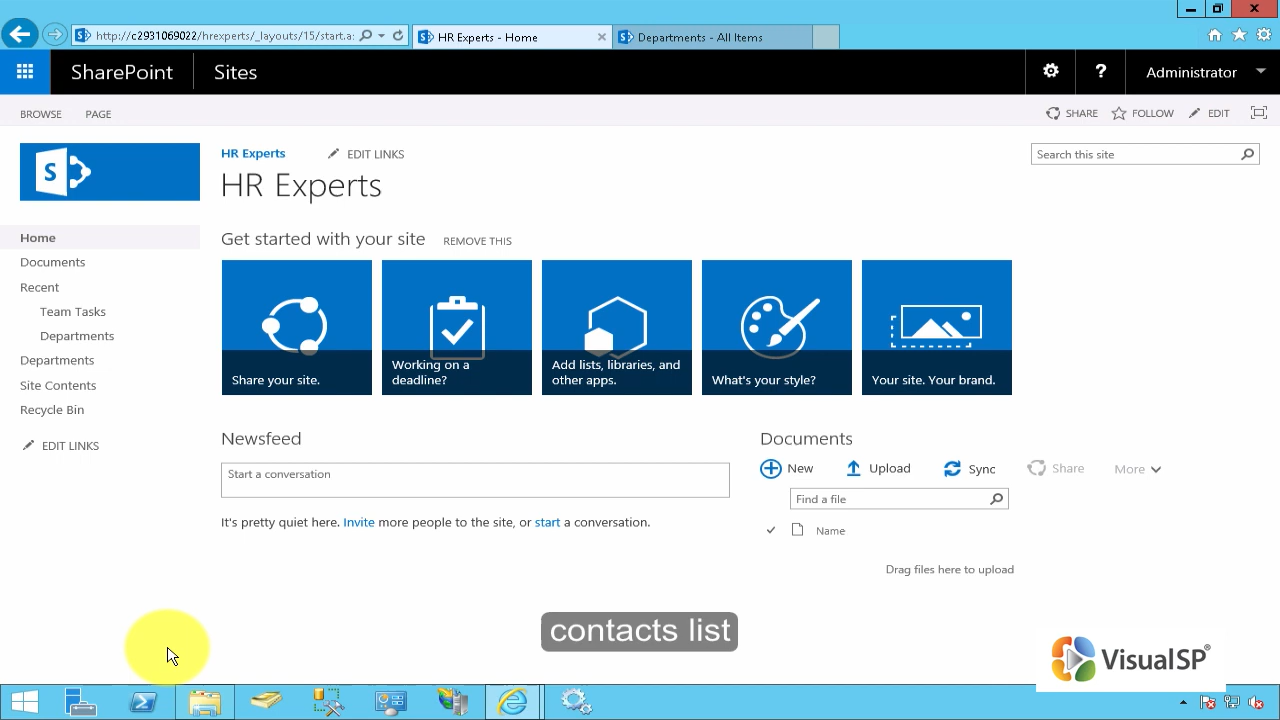 http://c2931069022/hrexperts/_layouts/15/start.a:
HR Experts - Home
Departments - All Items
SharePoint
Sites
?
Administrator
BROWSE
PAGE
SHARE
FOLLOW
EDIT
S
HR Experts
EDIT LINKS
Search this site
HR Experts
Home
Documents
Recent
Team Tasks
Departments
Departments
Site Contents
Recycle Bin
EDIT LINKS
Get started with your site
REMOVE THIS
Share your site.
Working on a
deadline?
Add lists, libraries, and
other apps.
What's your style?
Your site. Your brand.
Newsfeed
Start a conversation
It's pretty quiet here. Invite more people to the site, or start a conversation.
Documents
New
Upload
Sync
Share
More
Find a file
Name
Drag files here to upload
contacts list
VisualSP®